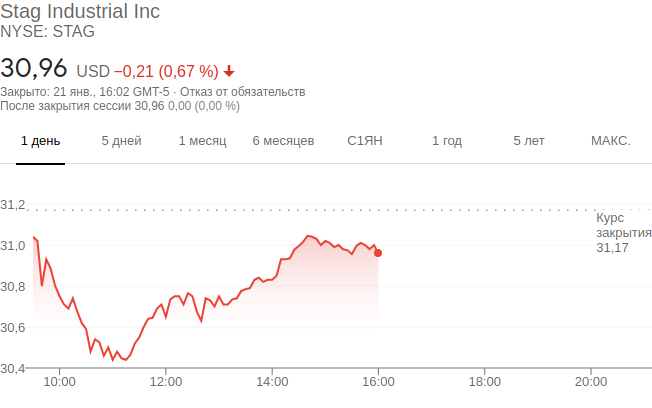 Stag Industrial Inc
NYSE: STAG
30,96 USD −0,21 (0,67 %)
Закрыто: 21 янв., 16:02 GMT-5 · Отказ от обязательств
После закрытия сессии 30,96 0,00 (0,00 %)
1 день 5 дней 1 месяц 6 месяцев С1ЯН 1 год 5 лет МАКС.
31,2
Курс
закрытия
31,17
31,0
30,8
30,6
30,4
10:00 12:00 14:00 16:00 18:00 20:00